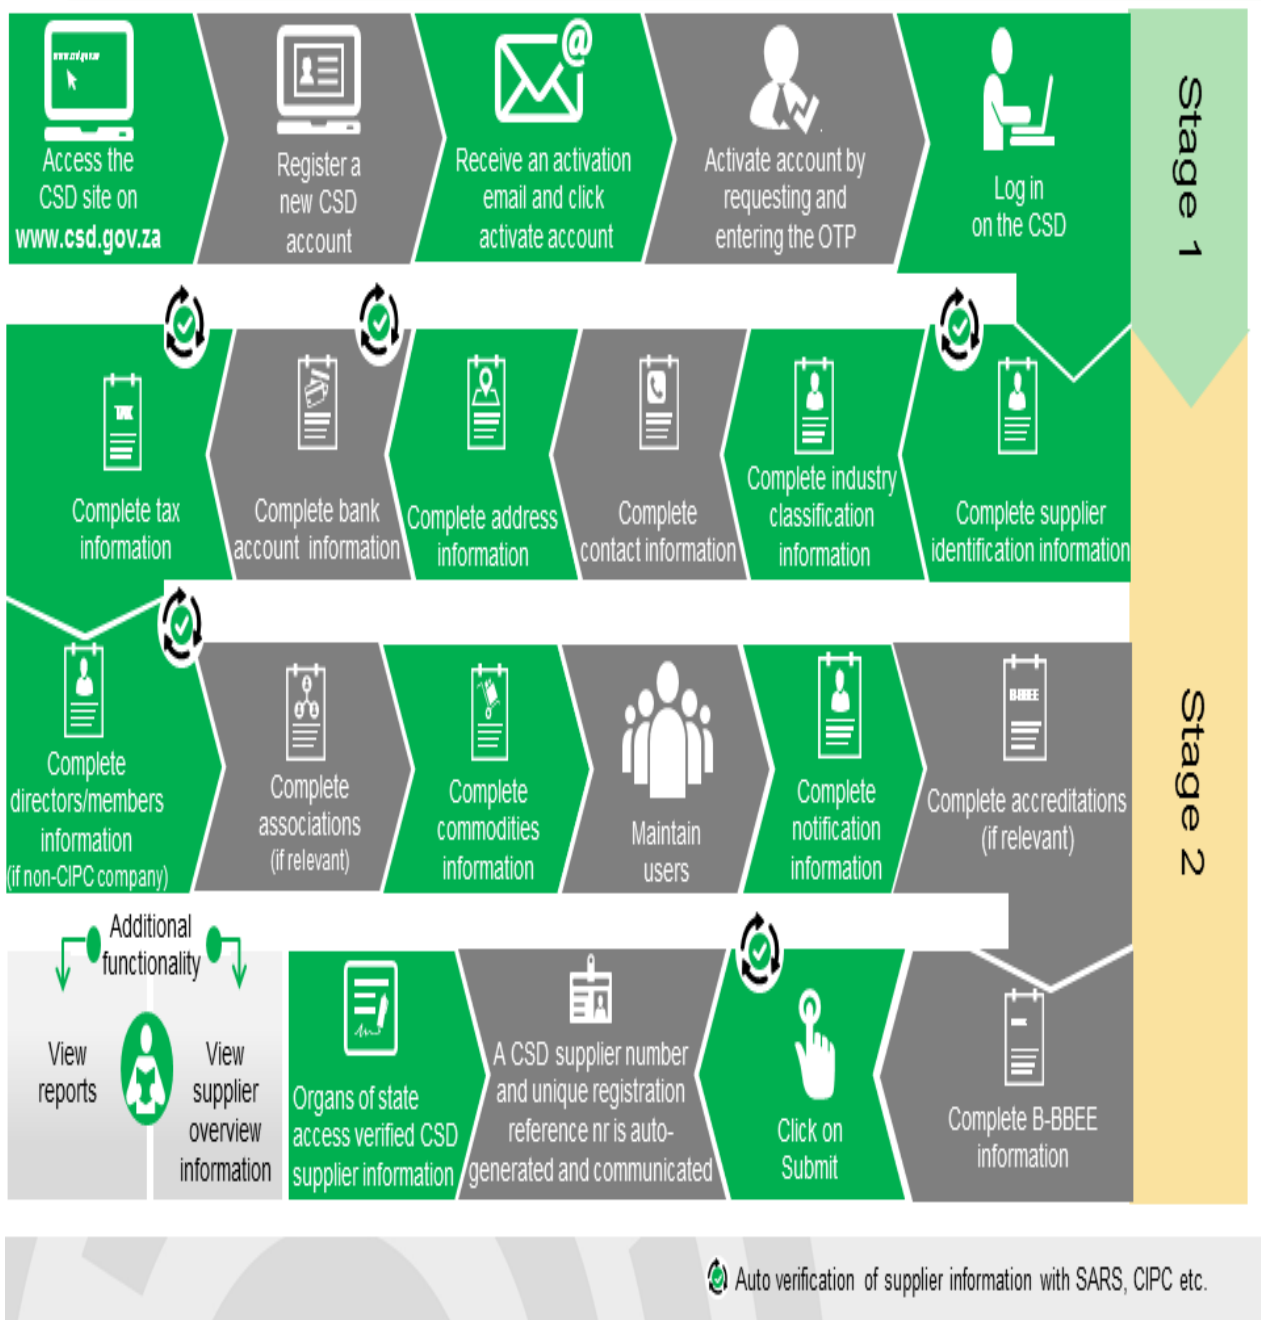 www.csd.gov.za
Access the
CSD site on
www.csd.gov.za
Register a
new CSD
account
@
Receive an activation
email and click
activate account
Activate account by
requesting and
entering the OTP
Log in
on the CSD
Stage 1
Complete supplier
identification information
Complete industry
classification
information
Complete
contact information
Complete address
information
Complete bank
account information
TAX
Complete tax
information
Complete
directors/members
information
(if non-CIPC company)
Complete
associations
(if relevant)
Complete
commodities
information
Maintain
users
Complete
notification
information
B-BBEE
Complete accreditations
(if relevant)
Stage 2
Complete B-BBEE
information
Click on
Submit
A CSD supplier number
and unique registration
reference nr is auto-
generated and communicated
Organs of state
access verified CSD
supplier information
Additional
functionality
View
reports
View
supplier
overview
information
Auto verification of supplier information with SARS, CIPC etc.